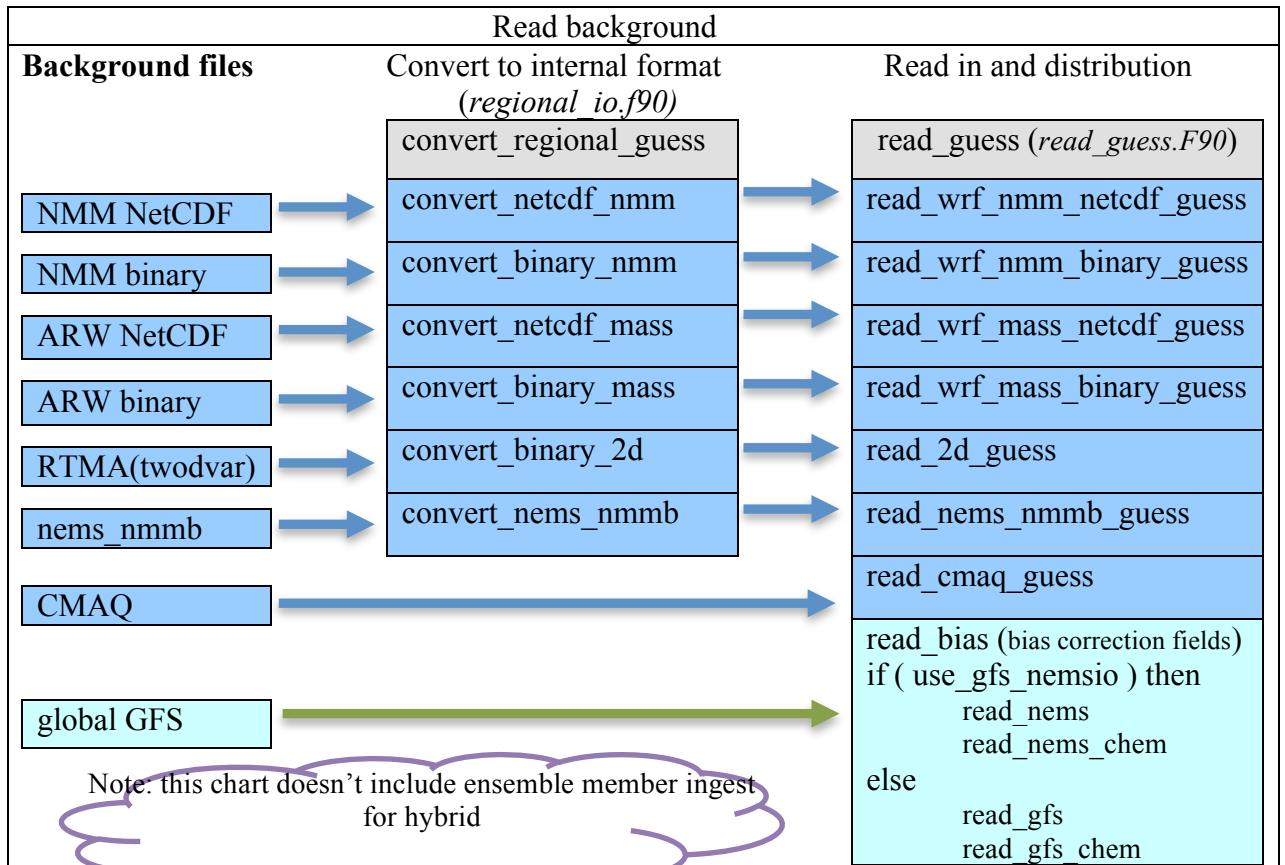 Read background
Background files
Convert to internal format
(regional_io.f90)
Read in and distribution
convert_regional_guess
read_guess (read_guess.F90)
NMM NetCDF
convert_netcdf_nmm
read_wrf_nmm_netcdf_guess
NMM binary
convert_binary_nmm
read_wrf_nmm_binary_guess
ARW NetCDF
convert_netcdf_mass
read_wrf_mass_netcdf_guess
ARW binary
convert_binary_mass
read_wrf_mass_binary_guess
RTMA(twodvar)
convert_binary_2d
read_2d_guess
nems_nmmb
convert_nems_nmmb
read_nems_nmmb_guess
CMAQ
read_cmaq_guess
global GFS
read_bias (bias correction fields)
if ( use_gfs_nemsio ) then
read_nems
read_nems_chem
else
read_gfs
read_gfs_chem
Note: this chart doesn’t include ensemble member ingest
for hybrid